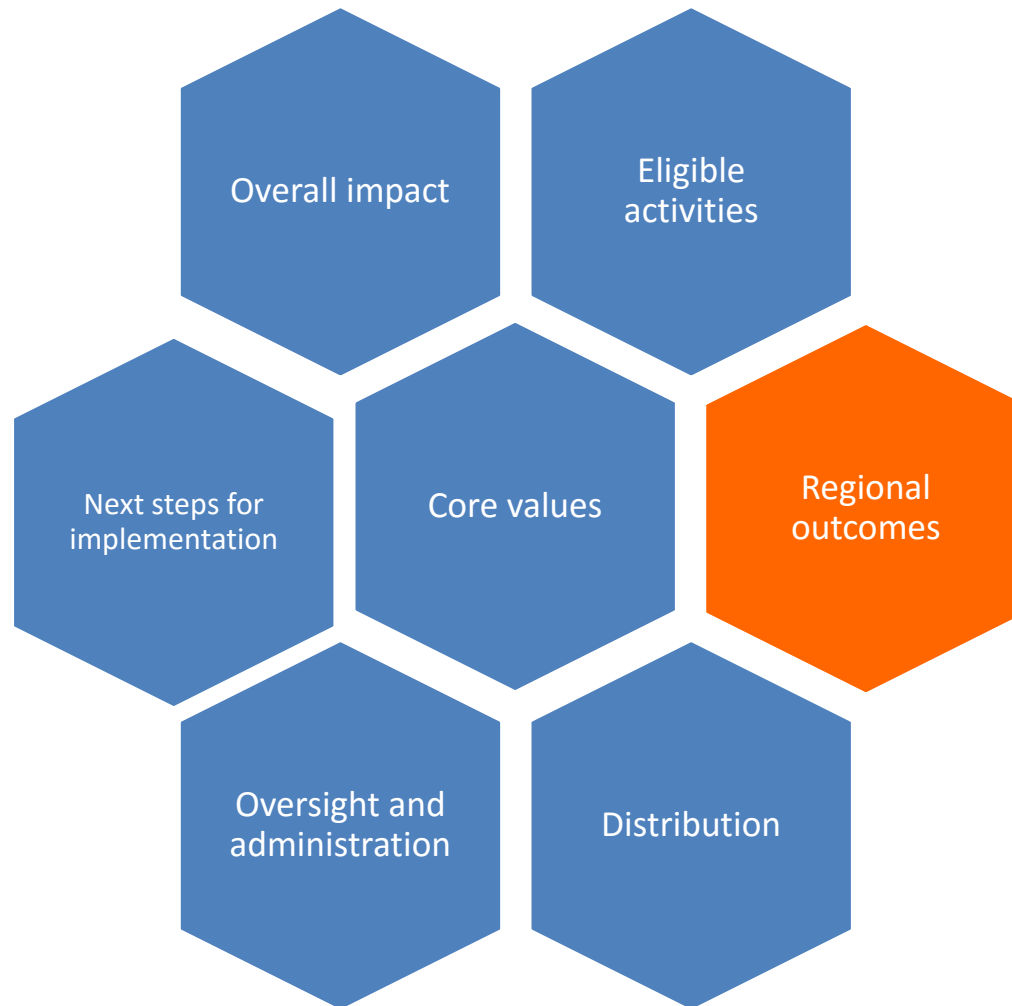 Overall impact
Eligible
activities
Next steps for
implementation
Core values
Regional
outcomes
Oversight and
administration
Distribution